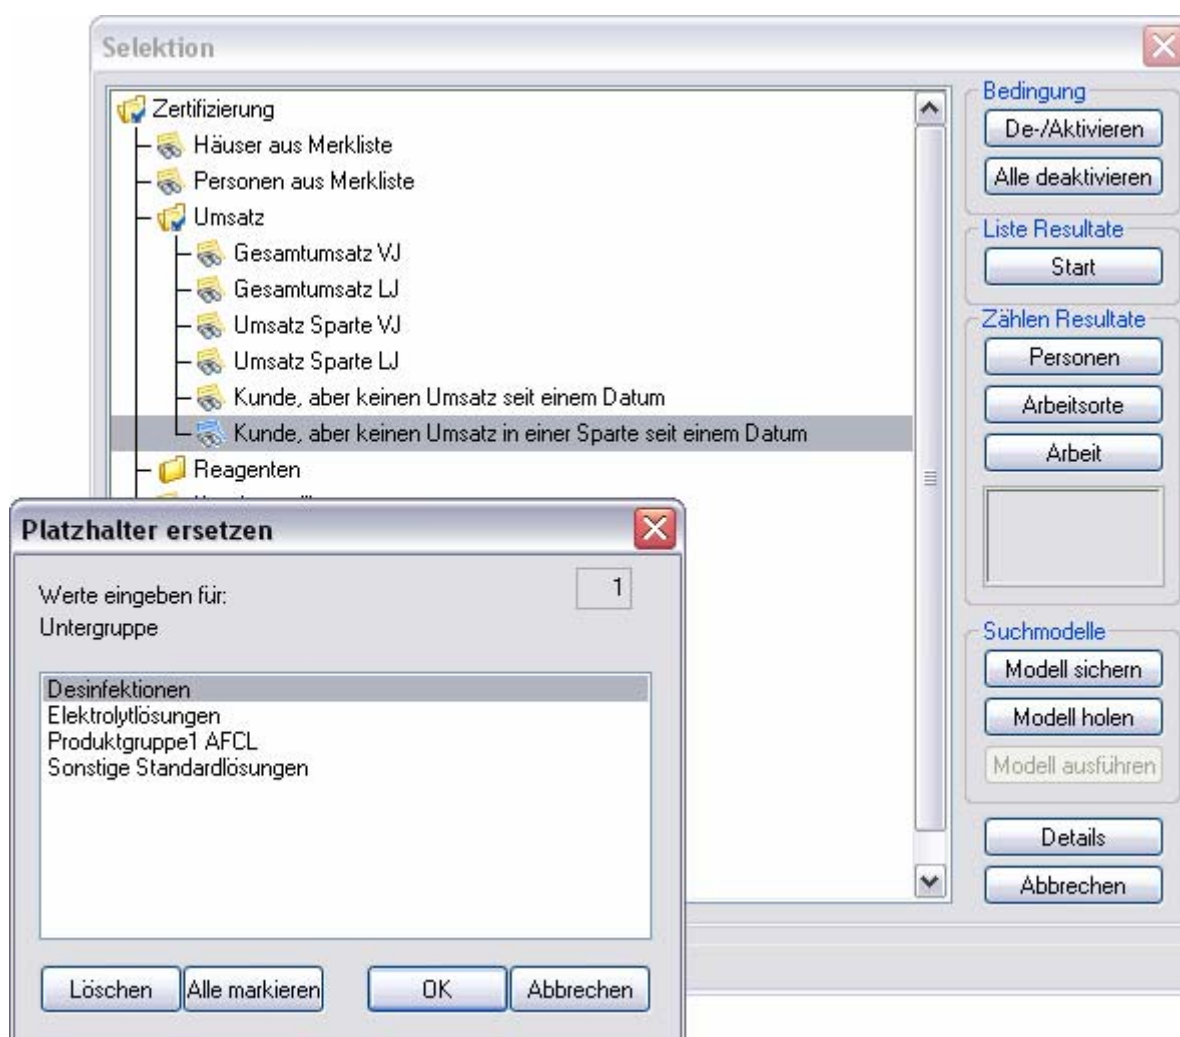 Selektion
Zertifizierung
Häuser aus Merkliste
Personen aus Merkliste
Umsatz
Gesamtumsatz VJ
Gesamtumsatz LJ
Umsatz Sparte VJ
Umsatz Sparte LJ
Kunde, aber keinen Umsatz seit einem Datum
Kunde, aber keinen Umsatz in einer Sparte seit einem Datum
Reagenten
Bedingung
De-/Aktivieren
Alle deaktivieren
Liste Resultate
Start
Zählen Resultate
Personen
Arbeitsorte
Arbeit
Suchmodelle
Modell sichern
Modell holen
Modell ausführen
Details
Abbrechen
Platzhalter ersetzen
Werte eingeben für:
1
Untergruppe
Desinfektionen
Elektrolytlösungen
Produktgruppe1 AFCL
Sonstige Standardlösungen
Löschen
Alle markieren
OK
Abbrechen